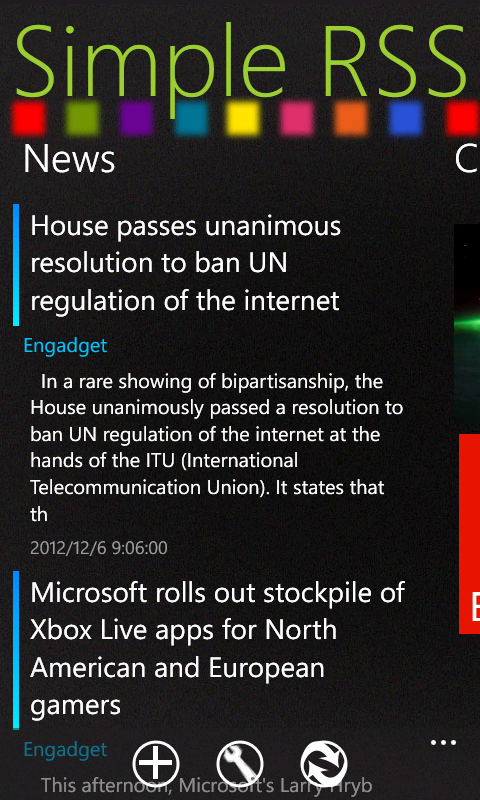 Simple RSS
News
C
House passes unanimous
resolution to ban UN
regulation of the internet
Engadget
In a rare showing of bipartisanship, the
House unanimously passed a resolution to
ban UN regulation of the internet at the
hands of the ITU (International
Telecommunication Union). It states that
th
2012/12/6 9:06:00
E
Microsoft rolls out stockpile of
Xbox Live apps for North
American and European
gamers
Engadget
...
This afternoon, Microsoft's Larry Hryb